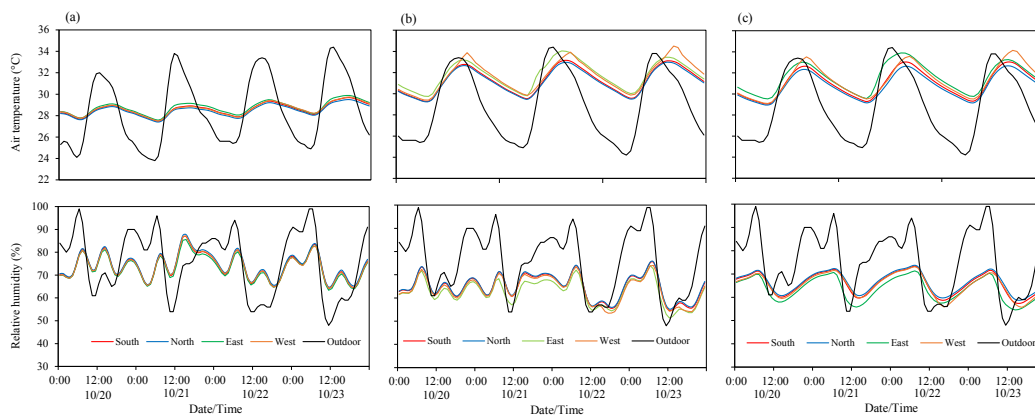 (a) (b) (c)
Air temperature (°C)
36
34
32
30
28
26
24
22
Relative humidity (%)
100
90
80
70
60
50
40
30
South North East West Outdoor
South North East West Outdoor
South North East West Outdoor
0:00 12:00 0:00 12:00 0:00 0:00 12:00 0:00
10/20 10/21 10/22 10/23
Date/Time
0:00 12:00 0:00 12:00 0:00 12:00 0:00 12:00
10/20 10/21 10/22 10/23
Date/Time
0:00 12:00 0:00 12:00 0:00 12:00 0:00 12:00
10/20 10/21 10/22 10/23
Date/Time